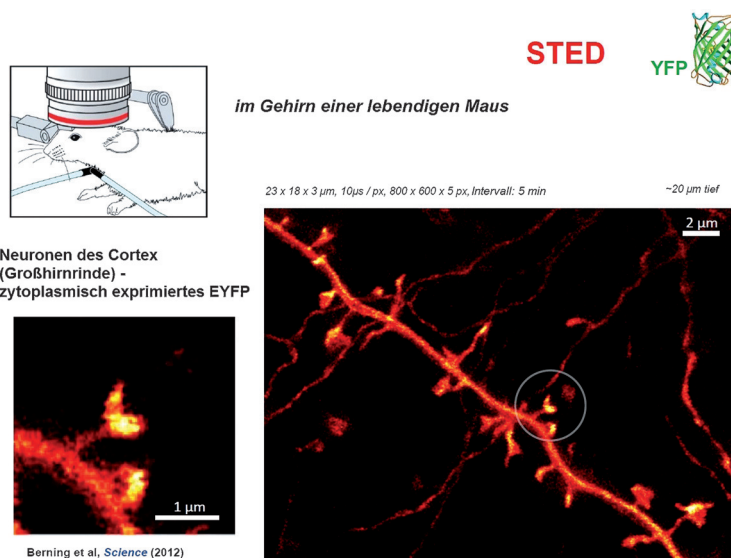 STED
YFP
im Gehirn einer lebendigen Maus
23 x 18 x 3 µm, 10µs / px, 800 x 600 x 5 px, Intervall: 5 min
~20 µm tief
2 µm
Neuronen des Cortex
(Großhirnrinde) -
zytoplasmisch exprimiertes EYFP
1 µm
Berning et al, Science (2012)